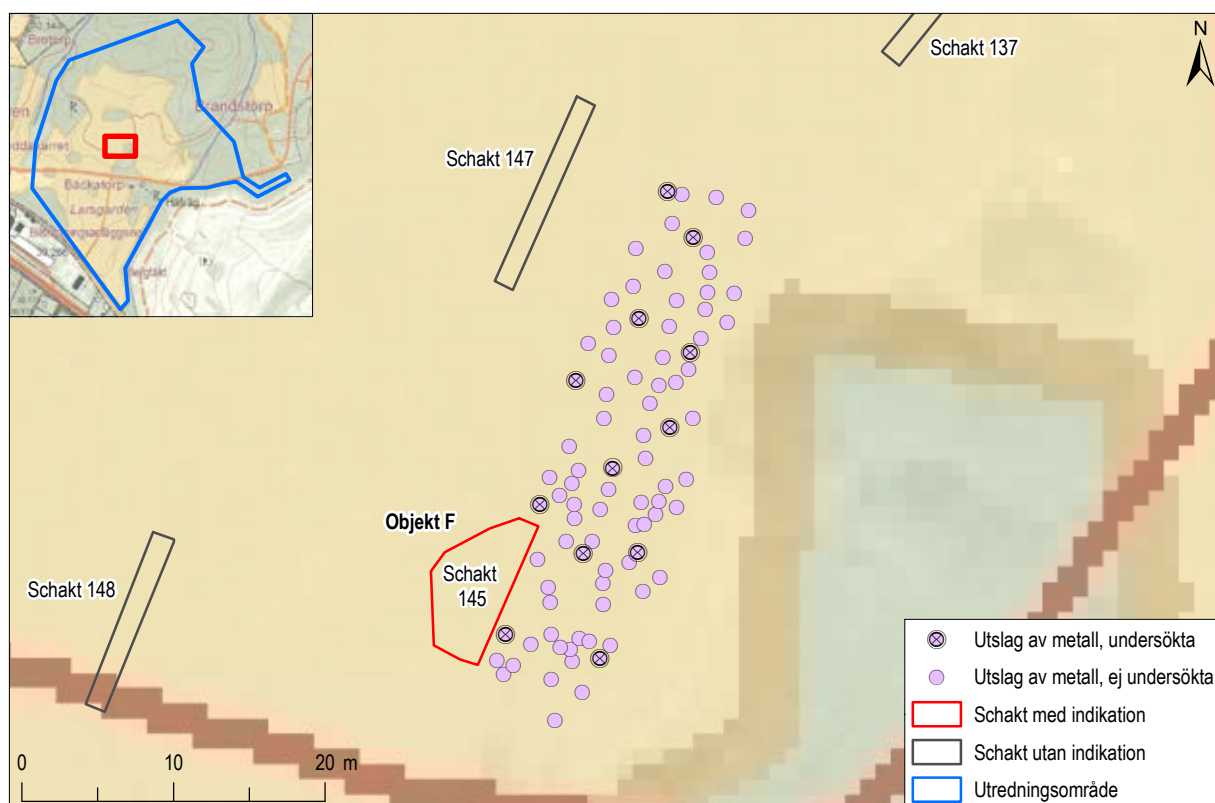 Brandstorp
Backatorp
Larsgården
N
Schakt 137
Schakt 147
Objekt F
Schakt
145
Schakt 148
Utslag av metall, undersökta
Utslag av metall, ej undersökta
Schakt med indikation
Schakt utan indikation
Utredningsområde
0
10
20 m